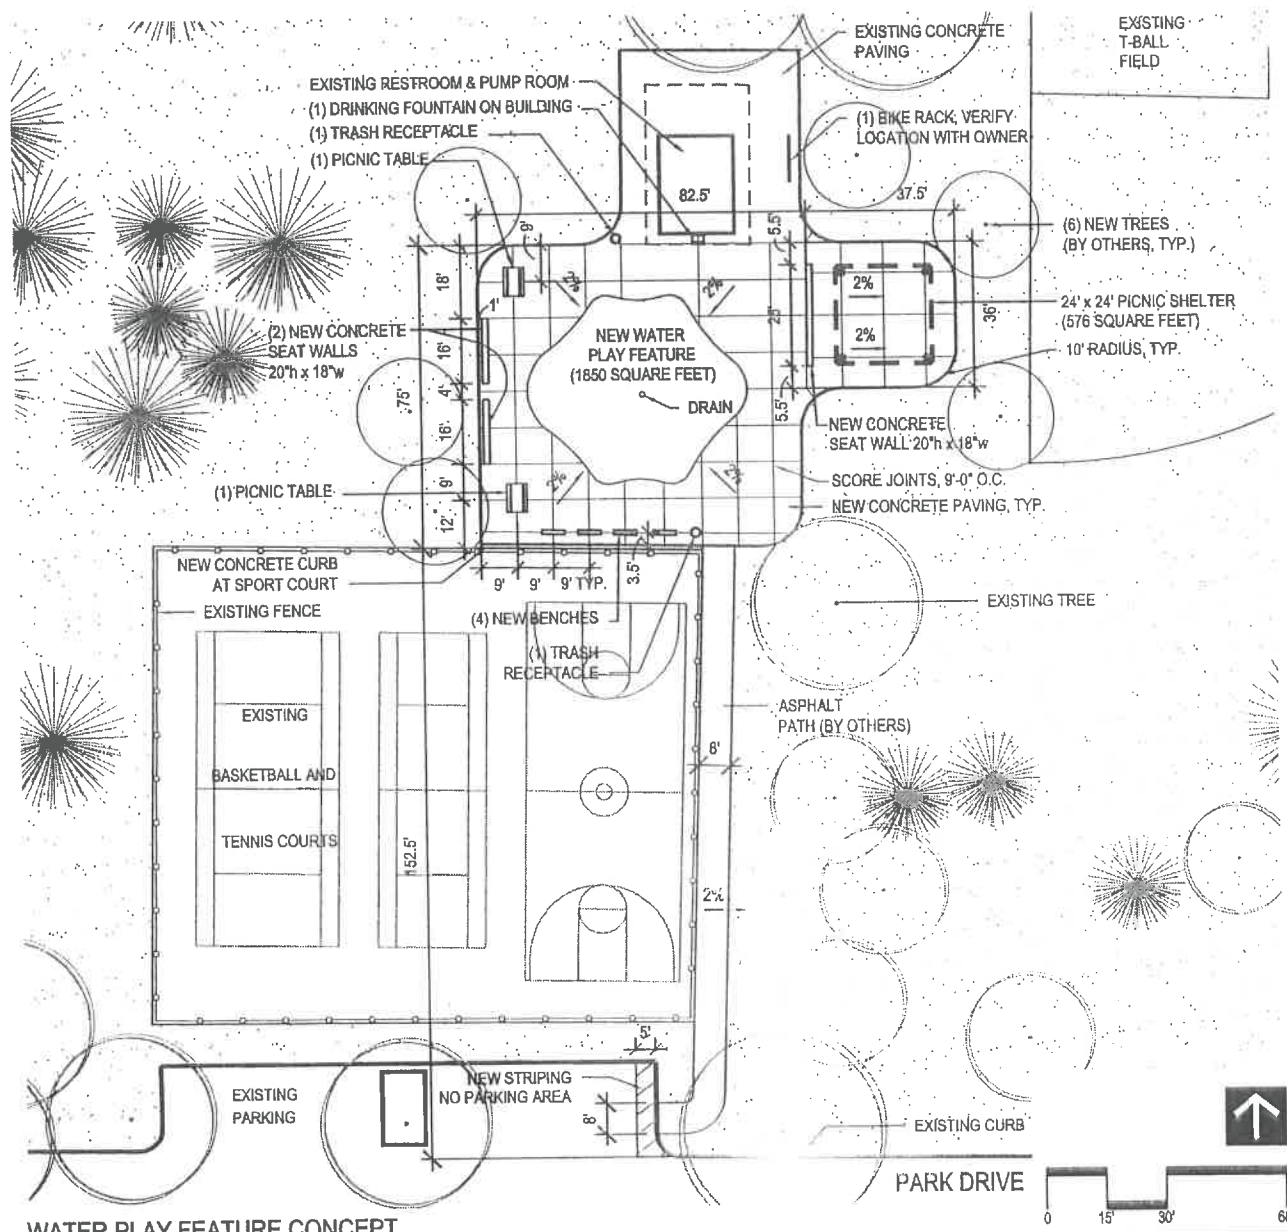 EXISTING CONCRETE
PAVING
EXISTING
T-BALL
FIELD
EXISTING RESTROOM & PUMP ROOM
(1) DRINKING FOUNTAIN ON BUILDING
(1) TRASH RECEPTACLE
(1) PICNIC TABLE
(1) BIKE RACK, VERIFY
LOCATION WITH OWNER
82.5'
37.5'
(6) NEW TREES
(BY OTHERS, TYP.)
9'
5.5'
18'
1'
2%
2%
2%
2%
25'
36'
24' x 24' PICNIC SHELTER
(576 SQUARE FEET)
10' RADIUS, TYP.
(2) NEW CONCRETE
SEAT WALLS
20"h x 18"w
16'
75'
4'
16'
NEW WATER
PLAY FEATURE
(1850 SQUARE FEET)
DRAIN
5.5'
NEW CONCRETE
SEAT WALL 20"h x 18"w
(1) PICNIC TABLE
9'
12'
2%
2%
SCORE JOINTS, 9'-0" O.C.
NEW CONCRETE PAVING, TYP.
NEW CONCRETE CURB
AT SPORT COURT
9'
9'
9' TYP.
3.5'
EXISTING FENCE
(4) NEW BENCHES
EXISTING TREE
(1) TRASH
RECEPTACLE
EXISTING
BASKETBALL AND
TENNIS COURTS
152.5'
ASPHALT
PATH (BY OTHERS)
8'
2%
5'
EXISTING
PARKING
NEW STRIPING
NO PARKING AREA
8'
EXISTING CURB
PARK DRIVE
0
15'
30'
WATER PLAY FEATURE CONCEPT